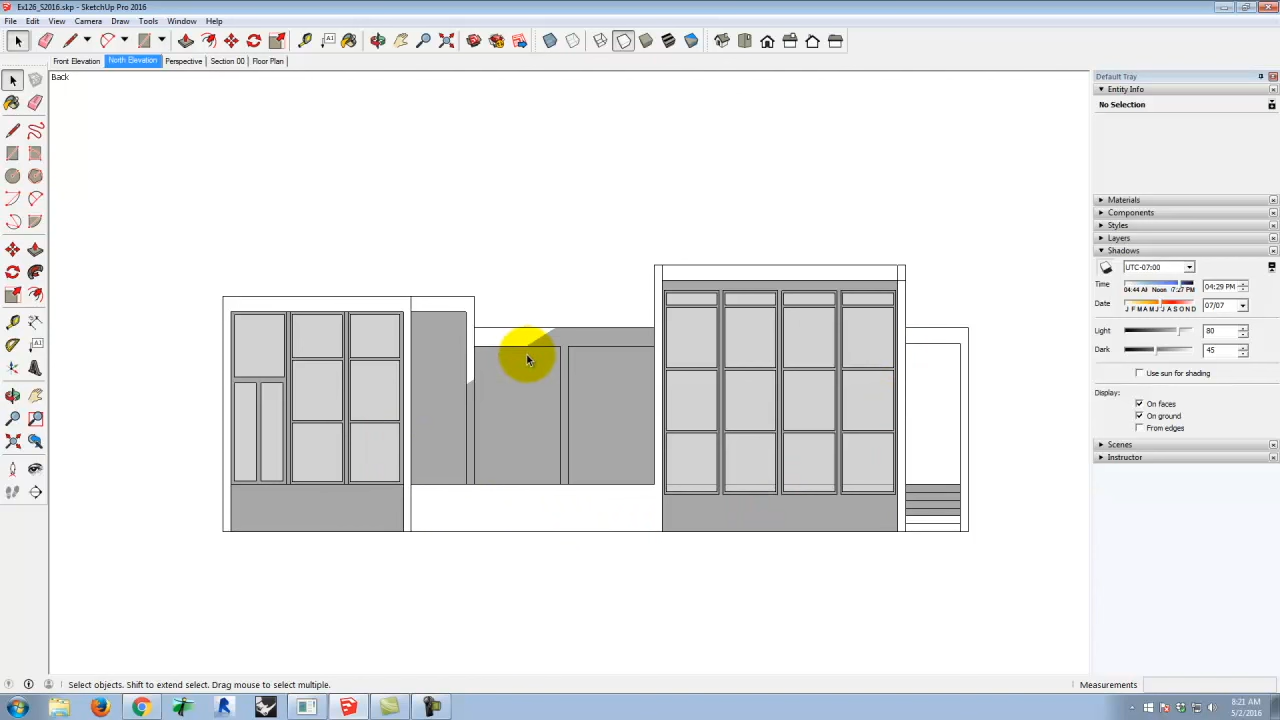 Ex126_S2016.skp - SketchUp Pro 2016
File Edit View Camera Draw Tools Window Help
Front Elevation North Elevation Perspective Section 00 Floor Plan
Back
Default Tray
Entity Info
No Selection
Materials
Components
Styles
Layers
Shadows
UTC-07:00
Time 04:44 AM Noon 7:27 PM 04:29 PM
Date J F M A M J J A S O N D 07/07
Light 80
Dark 45
Use sun for shading
Display:
On faces
On ground
From edges
Scenes
Instructor
Select objects. Shift to extend select. Drag mouse to select multiple.
Measurements
8:21 AM
5/2/2016